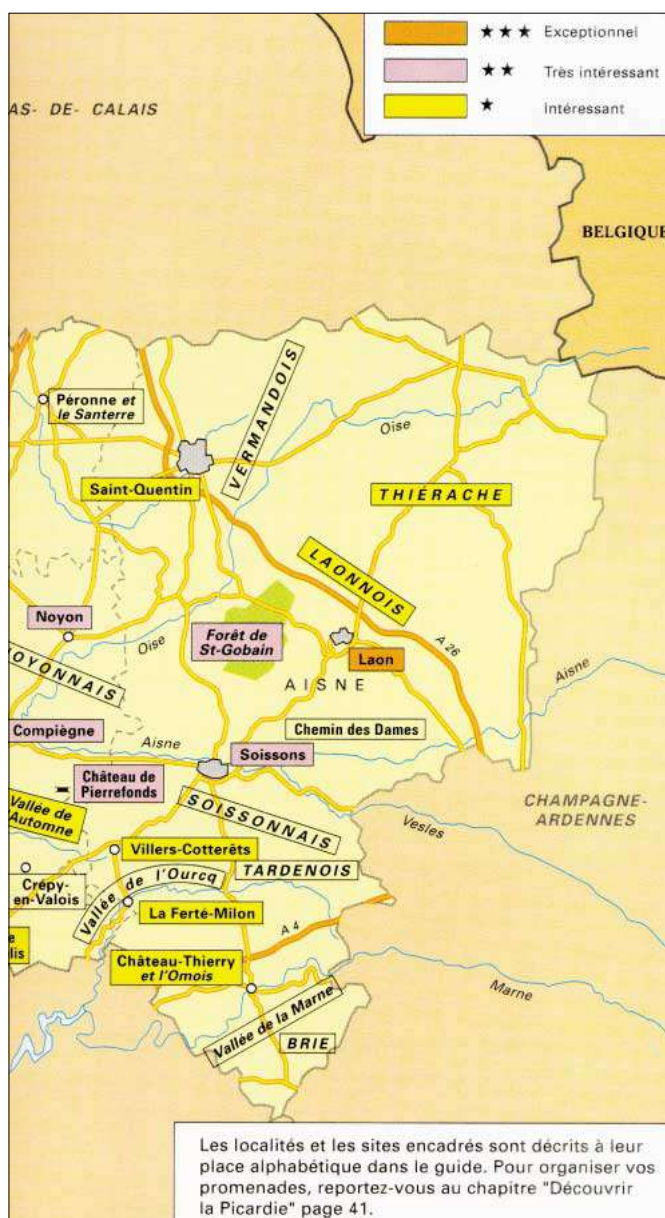 ★★★ Exceptionnel
★★ Très intéressant
★ Intéressant
AS- DE- CALAIS
BELGIQUE
Péronne et
le Santerre
VERMANDOIS
Oise
Saint-Quentin
THIÉRACHE
LAONNOIS
Noyon
Forêt de
St-Gobain
Oise
Laon
A 26
AISNE
Aisne
NOYONNAIS
Chemin des Dames
Compiègne
Aisne
Soissons
Château de
Pierrefonds
CHAMPAGNE-
ARDENNES
Vallée de
l'Automne
SOISSONNAIS
Vesles
Villers-Cotterêts
TARDENOIS
Crépy-
en-Valois
Vallée de l'Ourcq
La Ferté-Milon
A 4
e
lis
Château-Thierry
et l'Omois
Marne
Vallée de la Marne
BRIE
Les localités et les sites encadrés sont décrits à leur
place alphabétique dans le guide. Pour organiser vos
promenades, reportez-vous au chapitre "Découvrir
la Picardie" page 41.